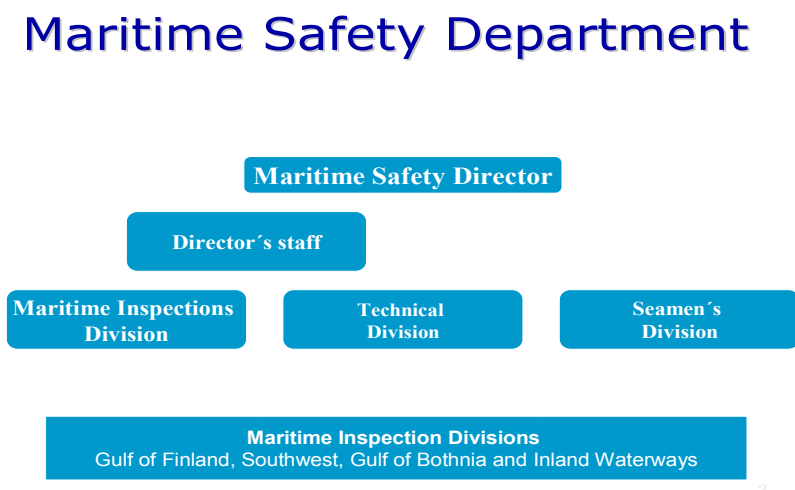 Maritime Safety Department
Maritime Safety Director
Director´s staff
Maritime Inspections
Division
Technical
Division
Seamen´s
Division
Maritime Inspection Divisions
Gulf of Finland, Southwest, Gulf of Bothnia and Inland Waterways